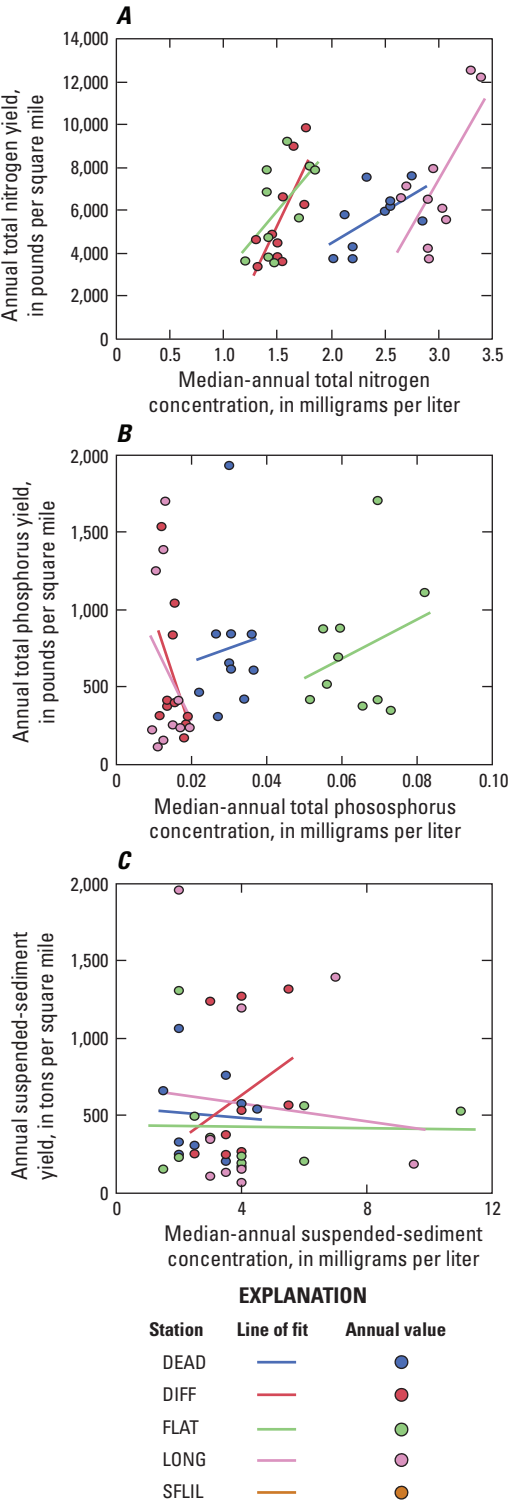 A
14,000
12,000
10,000
8,000
6,000
4,000
2,000
0
Annual total nitrogen yield,
in pounds per square mile
0 0.5 1.0 1.5 2.0 2.5 3.0 3.5
Median-annual total nitrogen
concentration, in milligrams per liter
B
2,000
1,500
1,000
500
0
Annual total phosphorus yield,
in pounds per square mile
0 0.02 0.04 0.06 0.08 0.10
Median-annual total phososphorus
concentration, in milligrams per liter
C
2,000
1,500
1,000
500
0
Annual suspended-sediment
yield, in tons per square mile
0 4 8 12
Median-annual suspended-sediment
concentration, in milligrams per liter
EXPLANATION
Station Line of fit Annual value
DEAD
DIFF
FLAT
LONG
SFLIL